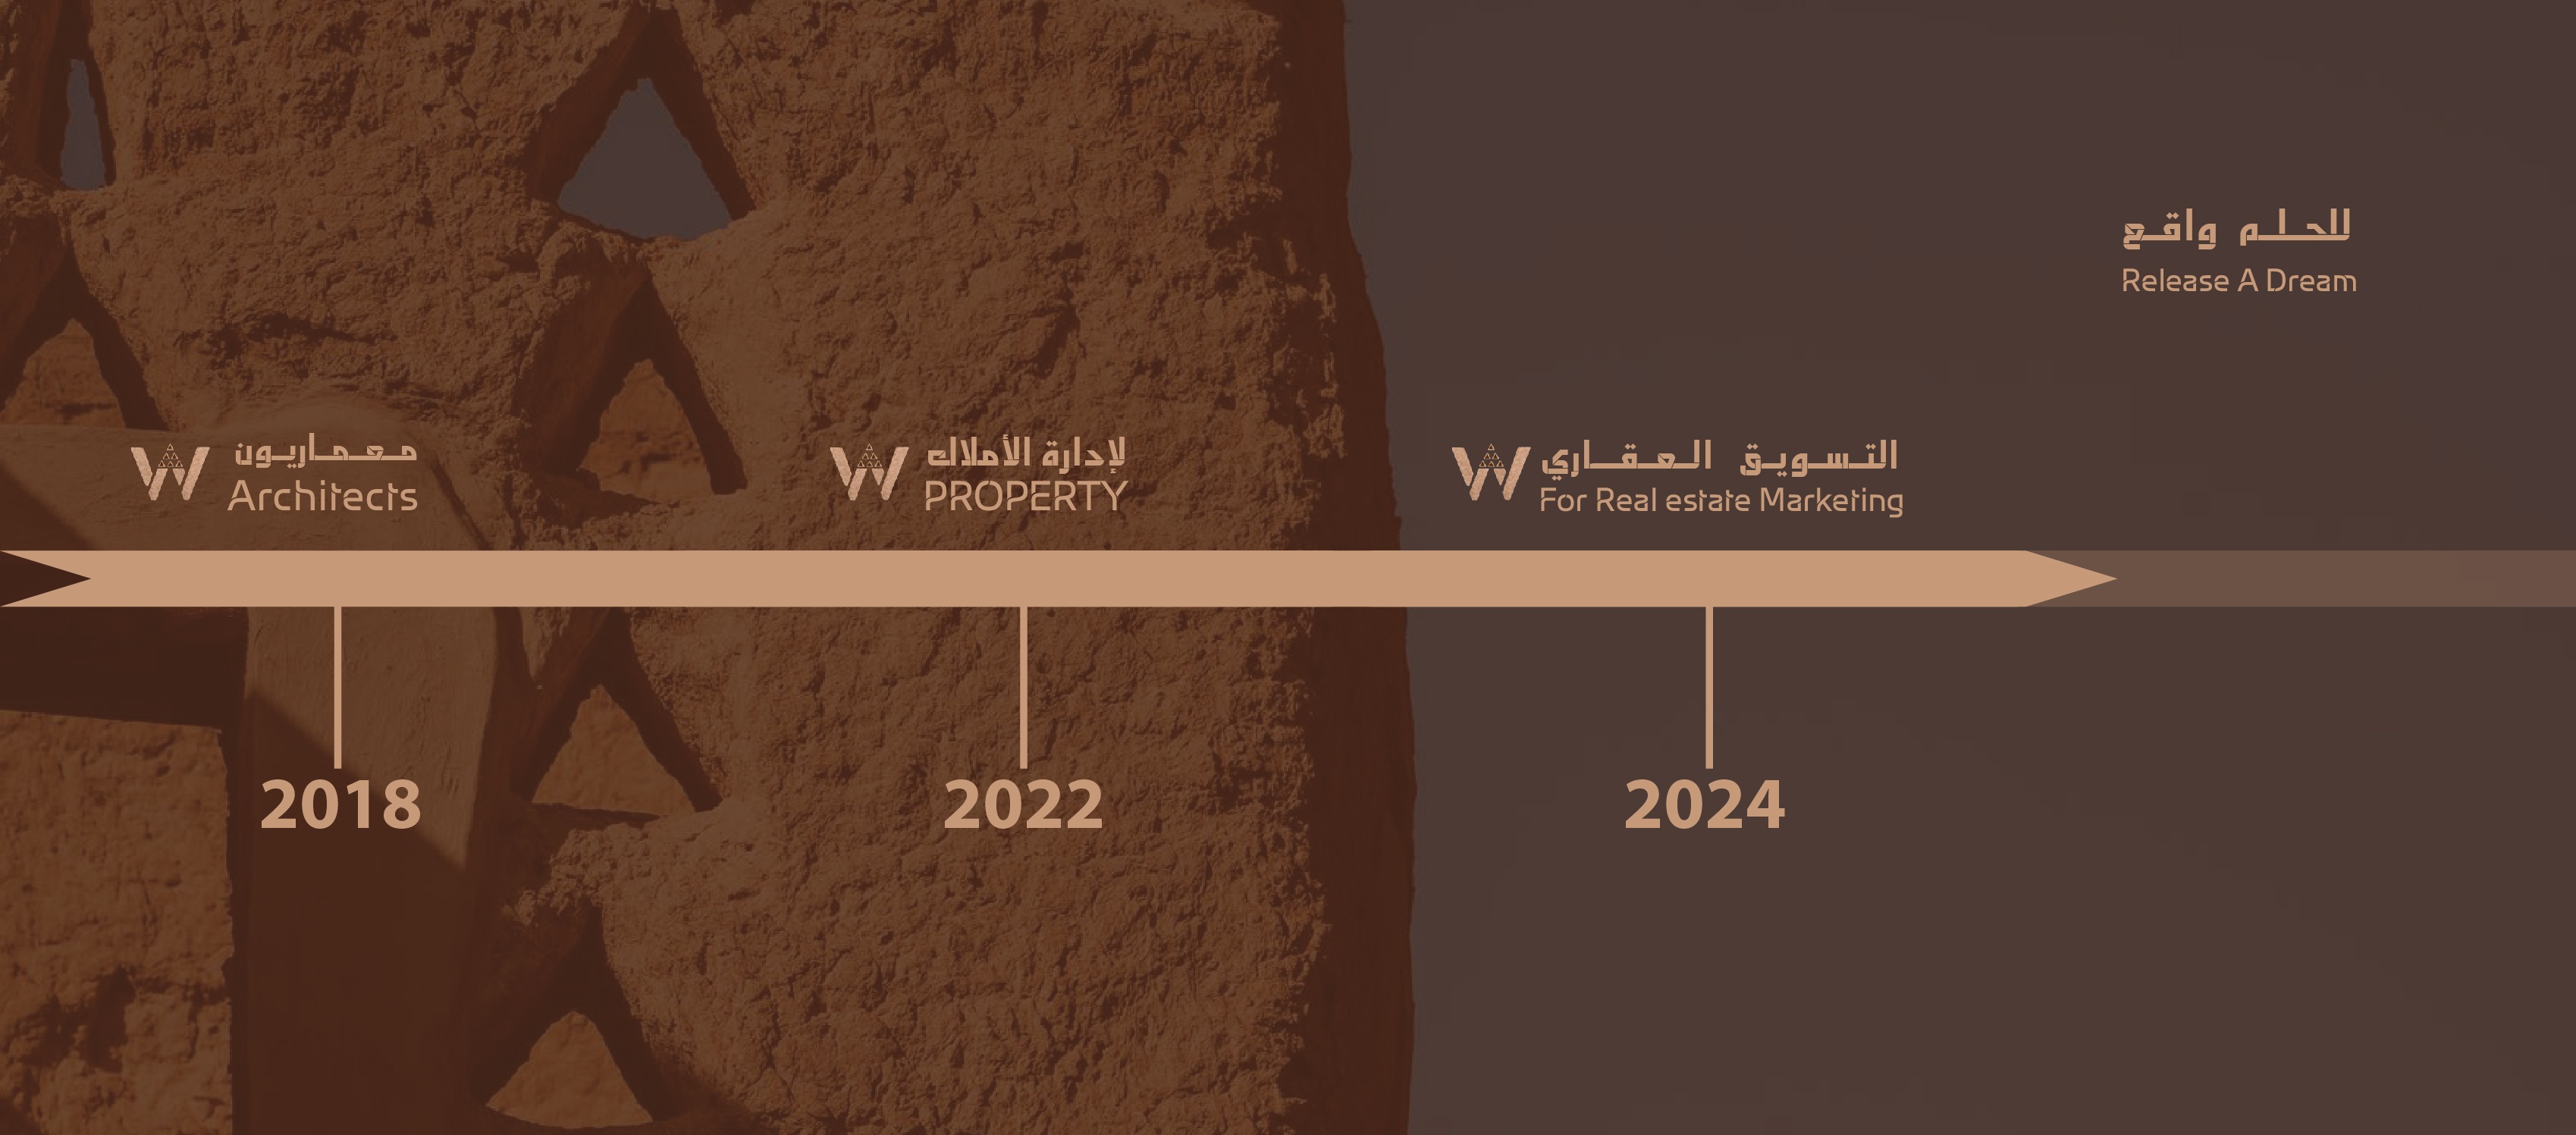 للحلم واقع
Release A Dream
W معماريون
Architects
W لإدارة الأملاك
PROPERTY
W التسويق العقاري
For Real estate Marketing
2018
2022
2024